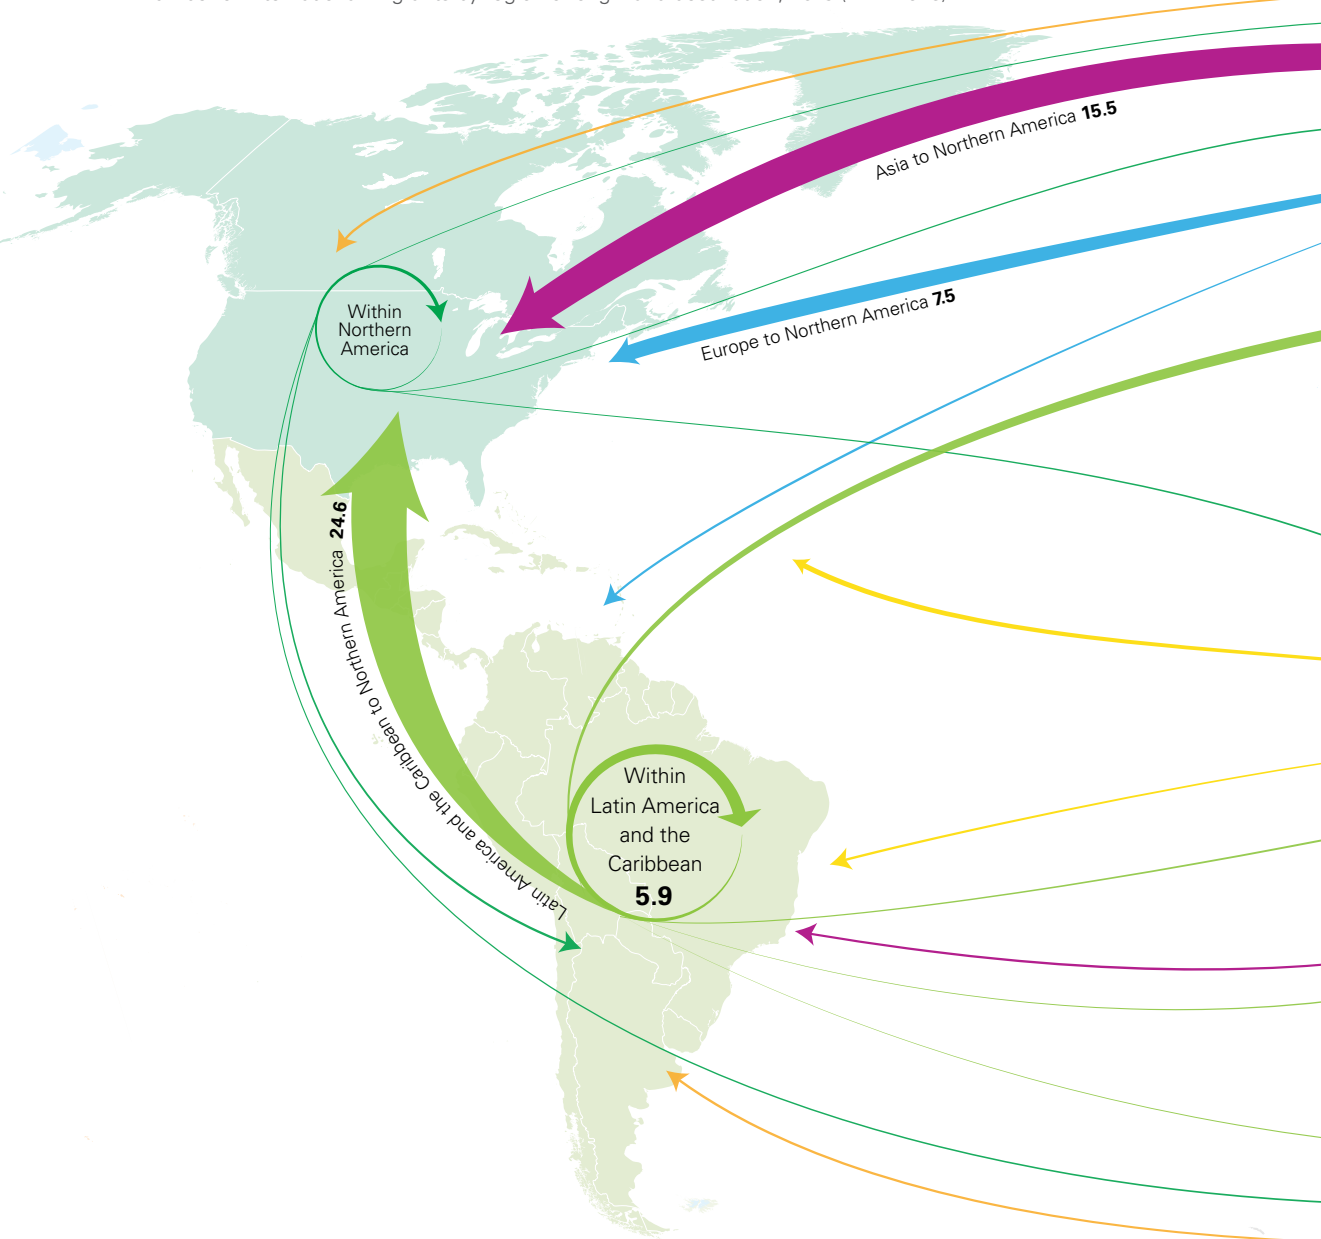 Asia to Northern America 15.5
Europe to Northern America 7.5
Within
Northern
America
Latin America and the Caribbean to Northern America 24.6
Within
Latin America
and the
Caribbean
5.9